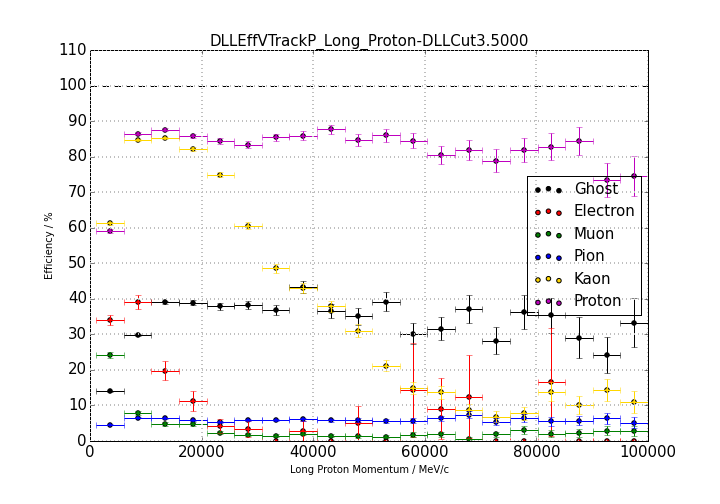 DLLEffVTrackP_Long_Proton-DLLCut3.5000
110
100
90
80
70
60
50
40
30
20
10
0
Efficiency / %
Ghost
Electron
Muon
Pion
Kaon
Proton
0 20000 40000 60000 80000 100000
Long Proton Momentum / MeV/c